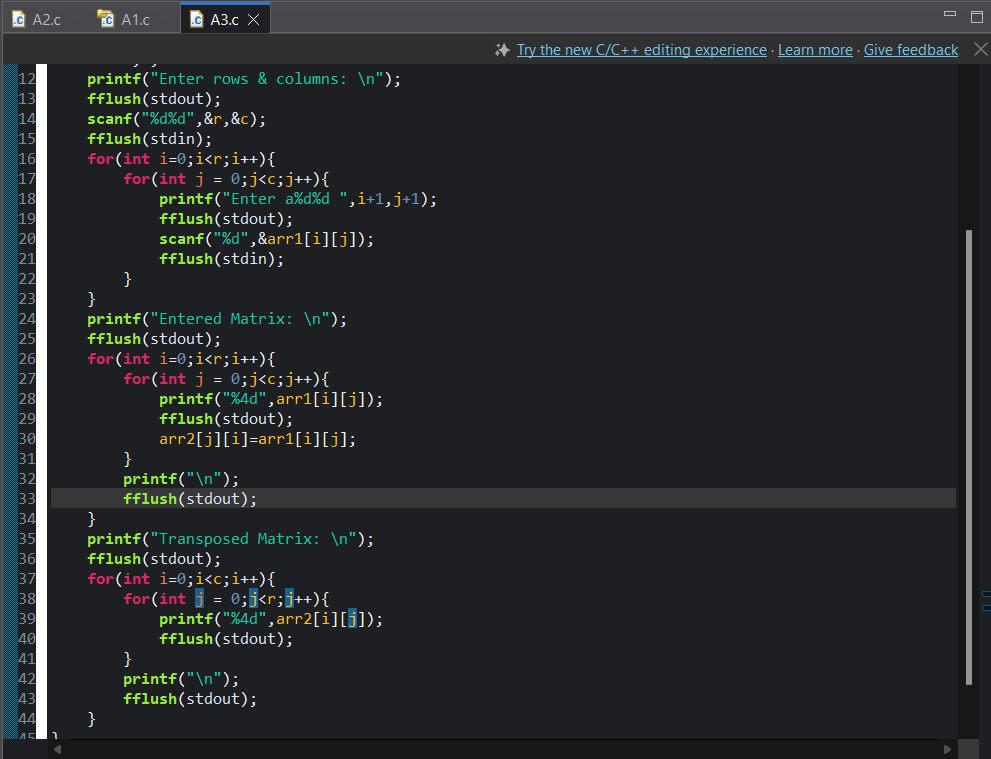 A2.c A1.c A3.c
Try the new C/C++ editing experience · Learn more · Give feedback
12 printf("Enter rows & columns: \n");
13 fflush(stdout);
14 scanf("%d%d",&r,&c);
15 fflush(stdin);
16 for(int i=0;i<r;i++){
17 for(int j = 0;j<c;j++){
18 printf("Enter a%d%d ",i+1,j+1);
19 fflush(stdout);
20 scanf("%d",&arr1[i][j]);
21 fflush(stdin);
22 }
23 }
24 printf("Entered Matrix: \n");
25 fflush(stdout);
26 for(int i=0;i<r;i++){
27 for(int j = 0;j<c;j++){
28 printf("%4d",arr1[i][j]);
29 fflush(stdout);
30 arr2[j][i]=arr1[i][j];
31 }
32 printf("\n");
33 fflush(stdout);
34 }
35 printf("Transposed Matrix: \n");
36 fflush(stdout);
37 for(int i=0;i<c;i++){
38 for(int j = 0;j<r;j++){
39 printf("%4d",arr2[i][j]);
40 fflush(stdout);
41 }
42 printf("\n");
43 fflush(stdout);
44 }
45 }